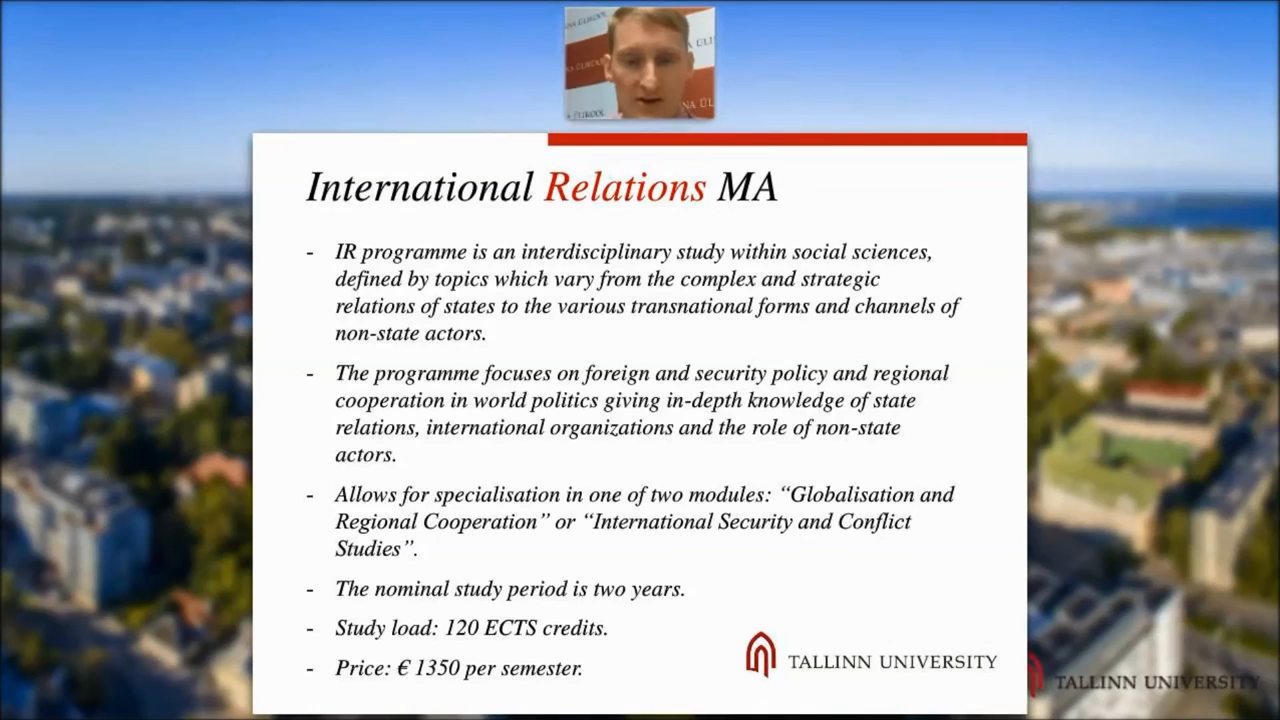 International Relations MA
- IR programme is an interdisciplinary study within social sciences,
defined by topics which vary from the complex and strategic
relations of states to the various transnational forms and channels of
non-state actors.
- The programme focuses on foreign and security policy and regional
cooperation in world politics giving in-depth knowledge of state
relations, international organizations and the role of non-state
actors.
- Allows for specialisation in one of two modules: “Globalisation and
Regional Cooperation” or “International Security and Conflict
Studies”.
- The nominal study period is two years.
- Study load: 120 ECTS credits.
- Price: € 1350 per semester.
TALLINN UNIVERSITY
TALLINN UNIVERSITY